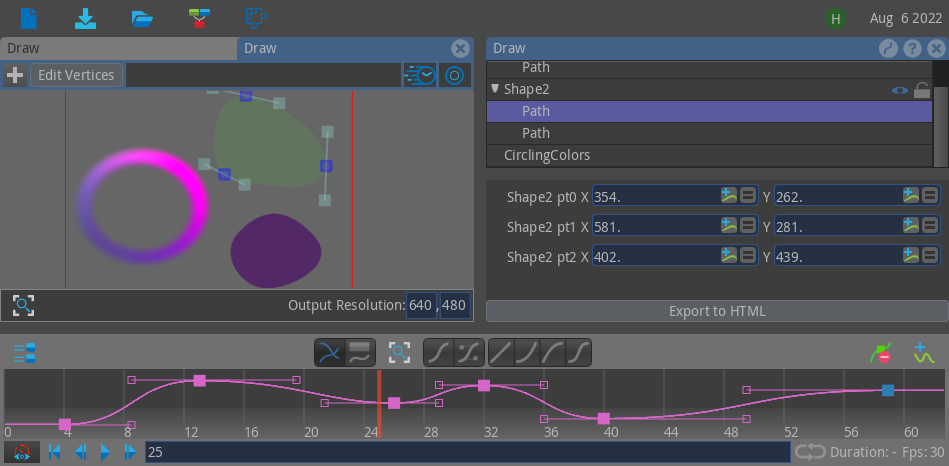 H Aug 6 2022
Draw Draw Draw
Path
Edit Vertices
Shape2
Path
Path
CirclingColors
Shape2 pt0 X 354. Y 262.
Shape2 pt1 X 581. Y 281.
Shape2 pt2 X 402. Y 439.
Output Resolution: 640 , 480
Export to HTML
0 4 8 12 16 20 24 28 32 36 40 44 48 52 56 60
25 Duration: - Fps: 30